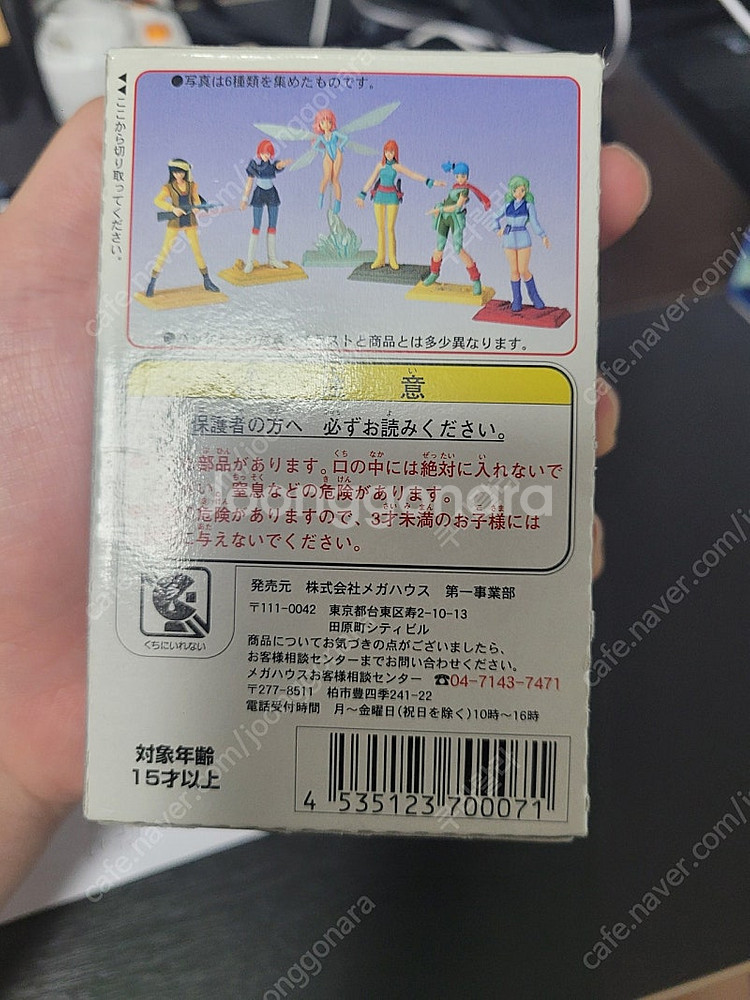 ●写真は6種類を集めたものです。
▼ここから切り取ってください。
イラストと商品とは多少異なります。
意
保護者の方へ 必ずお読みください。
部品があります。口の中には絶対に入れないで
い。窒息などの危険があります。
危険がありますので、3才未満のお子様には
に与えないでください。
くちにいれない
発売元 株式会社メガハウス 第一事業部
〒111-0042 東京都台東区寿2-10-13
田原町シティビル
商品についてお気づきの点がございましたら、
お客様相談センターまでお問い合わせください。
メガハウスお客様相談センター ☎04-7143-7471
〒277-8511 柏市豊四季241-22
電話受付時間 月〜金曜日(祝日を除く)10時〜16時
対象年齢
15才以上
4 535123 700071
joonggonara
cafe.naver.com/joonggonara